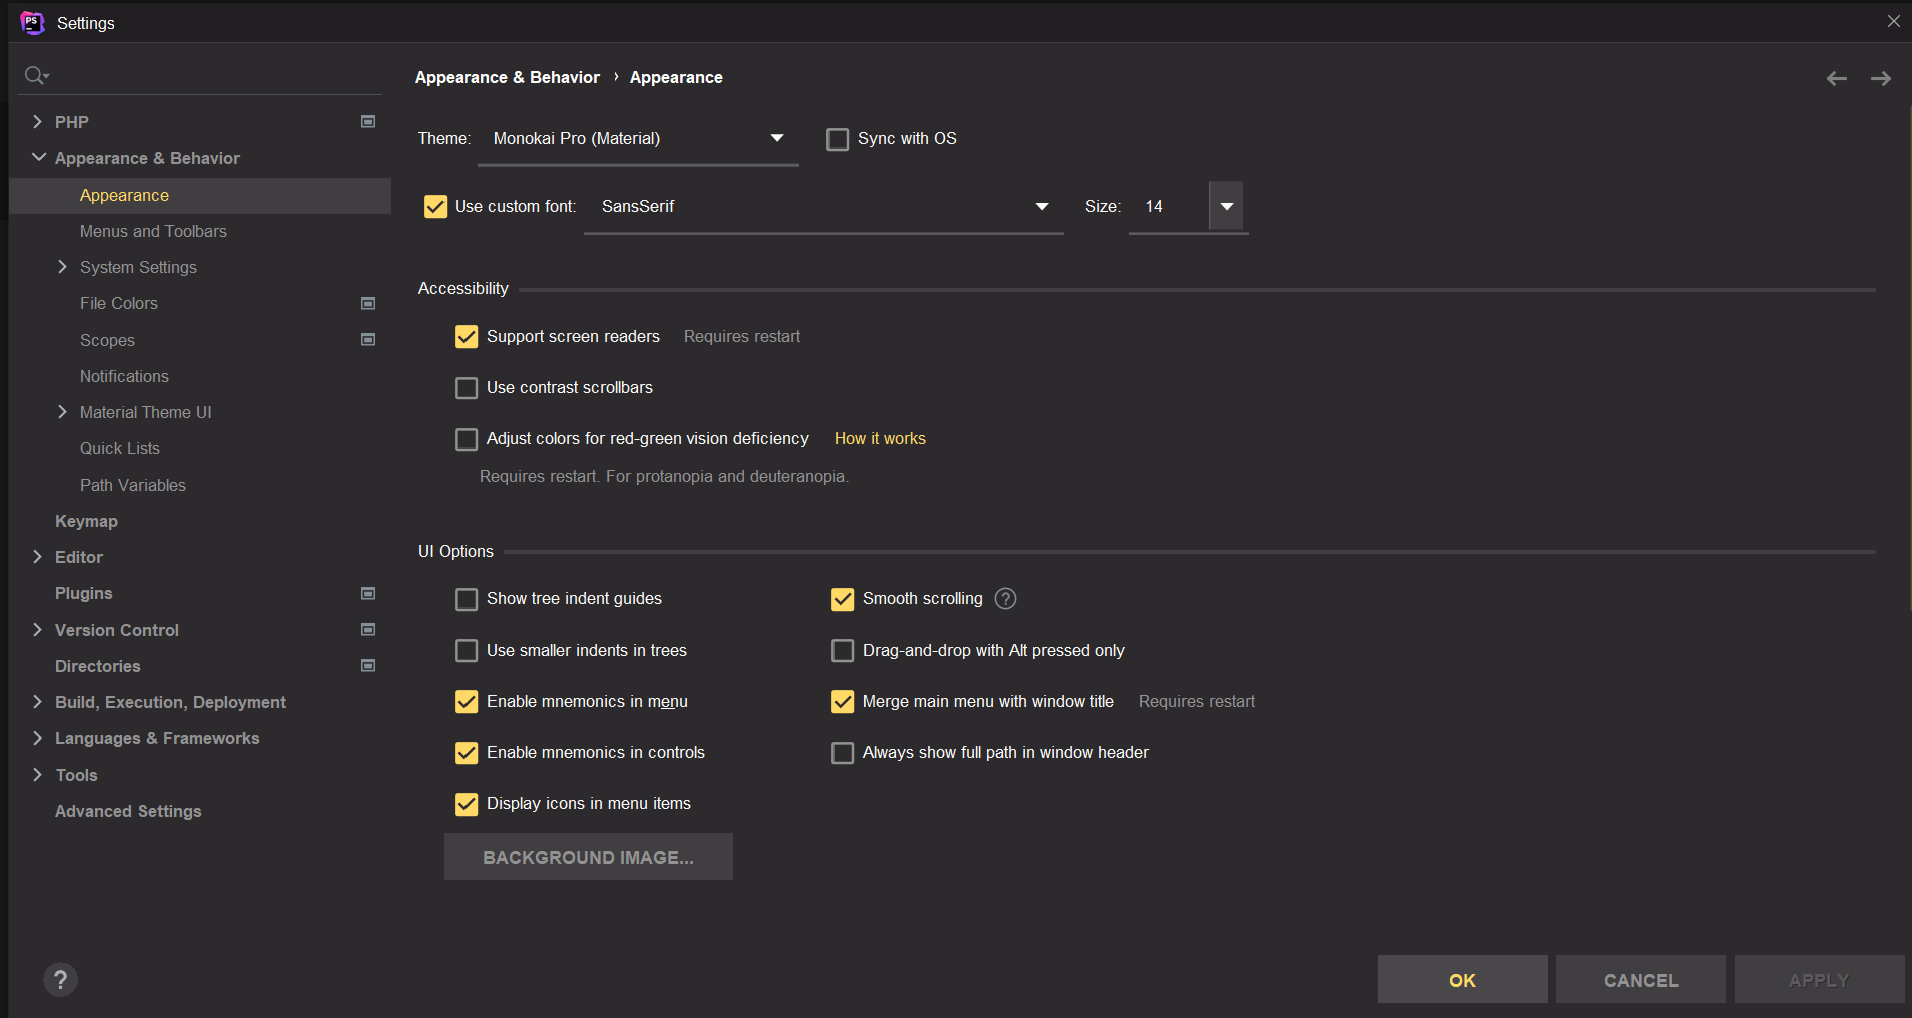 PS
Settings
Appearance & Behavior › Appearance
PHP
Appearance & Behavior
Appearance
Menus and Toolbars
System Settings
File Colors
Scopes
Notifications
Material Theme UI
Quick Lists
Path Variables
Keymap
Editor
Plugins
Version Control
Directories
Build, Execution, Deployment
Languages & Frameworks
Tools
Advanced Settings
?
Theme: Monokai Pro (Material) Sync with OS
Use custom font: SansSerif Size: 14
Accessibility
Support screen readers Requires restart
Use contrast scrollbars
Adjust colors for red-green vision deficiency How it works
Requires restart. For protanopia and deuteranopia.
UI Options
Show tree indent guides Smooth scrolling ?
Use smaller indents in trees Drag-and-drop with Alt pressed only
Enable mnemonics in menu Merge main menu with window title Requires restart
Enable mnemonics in controls Always show full path in window header
Display icons in menu items
BACKGROUND IMAGE...
OK CANCEL APPLY